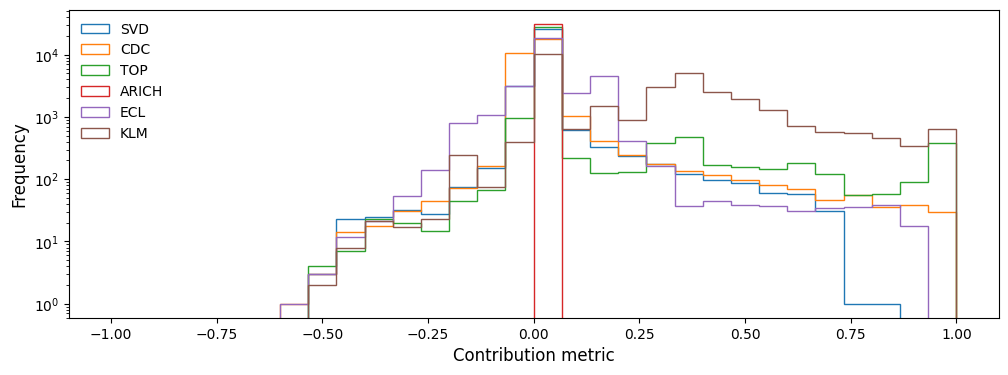 SVD
CDC
TOP
ARICH
ECL
KLM
Frequency
10⁴
10³
10²
10¹
10⁰
−1.00 −0.75 −0.50 −0.25 0.00 0.25 0.50 0.75 1.00
Contribution metric